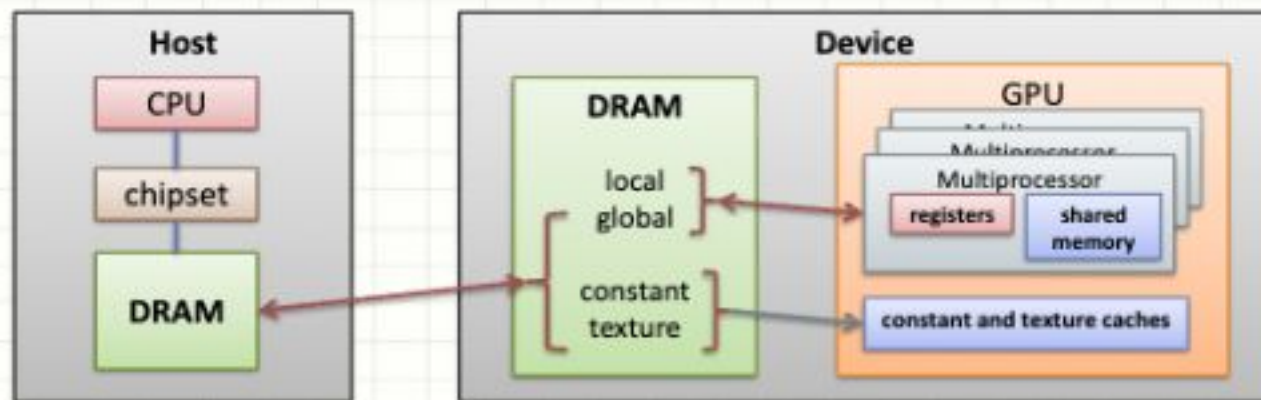 Host
CPU
chipset
DRAM
Device
DRAM
local
global
constant
texture
GPU
Multiprocessor
Multiprocessor
registers
shared
memory
constant and texture caches